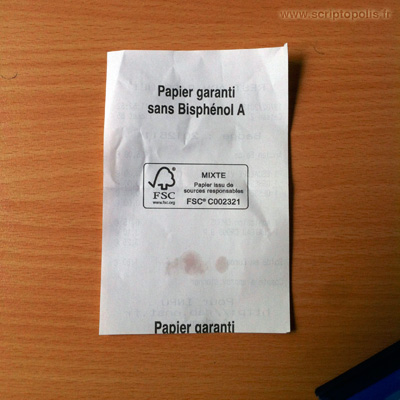 www.scriptopolis.fr
Papier garanti
sans Bisphénol A
MIXTE
Papier issu de
sources responsables
FSC® C002321
FSC
www.fsc.org
Papier garanti